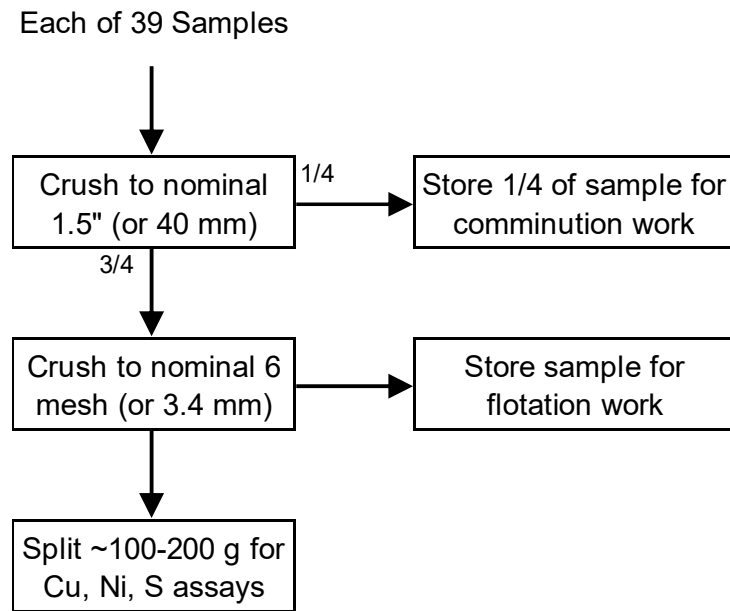 Each of 39 Samples
Crush to nominal
1.5" (or 40 mm)
1/4
Store 1/4 of sample for
comminution work
3/4
Crush to nominal 6
mesh (or 3.4 mm)
Store sample for
flotation work
Split ~100-200 g for
Cu, Ni, S assays